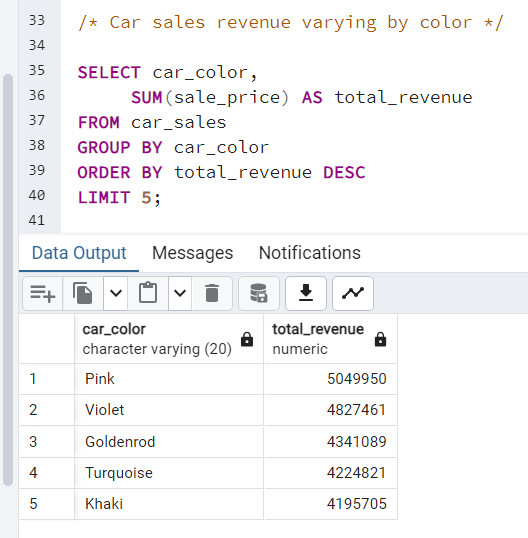 33 /* Car sales revenue varying by color */
34
35 SELECT car_color,
36 SUM(sale_price) AS total_revenue
37 FROM car_sales
38 GROUP BY car_color
39 ORDER BY total_revenue DESC
40 LIMIT 5;
41
Data Output Messages Notifications
car_color total_revenue
character varying (20) numeric
1 Pink 5049950
2 Violet 4827461
3 Goldenrod 4341089
4 Turquoise 4224821
5 Khaki 4195705